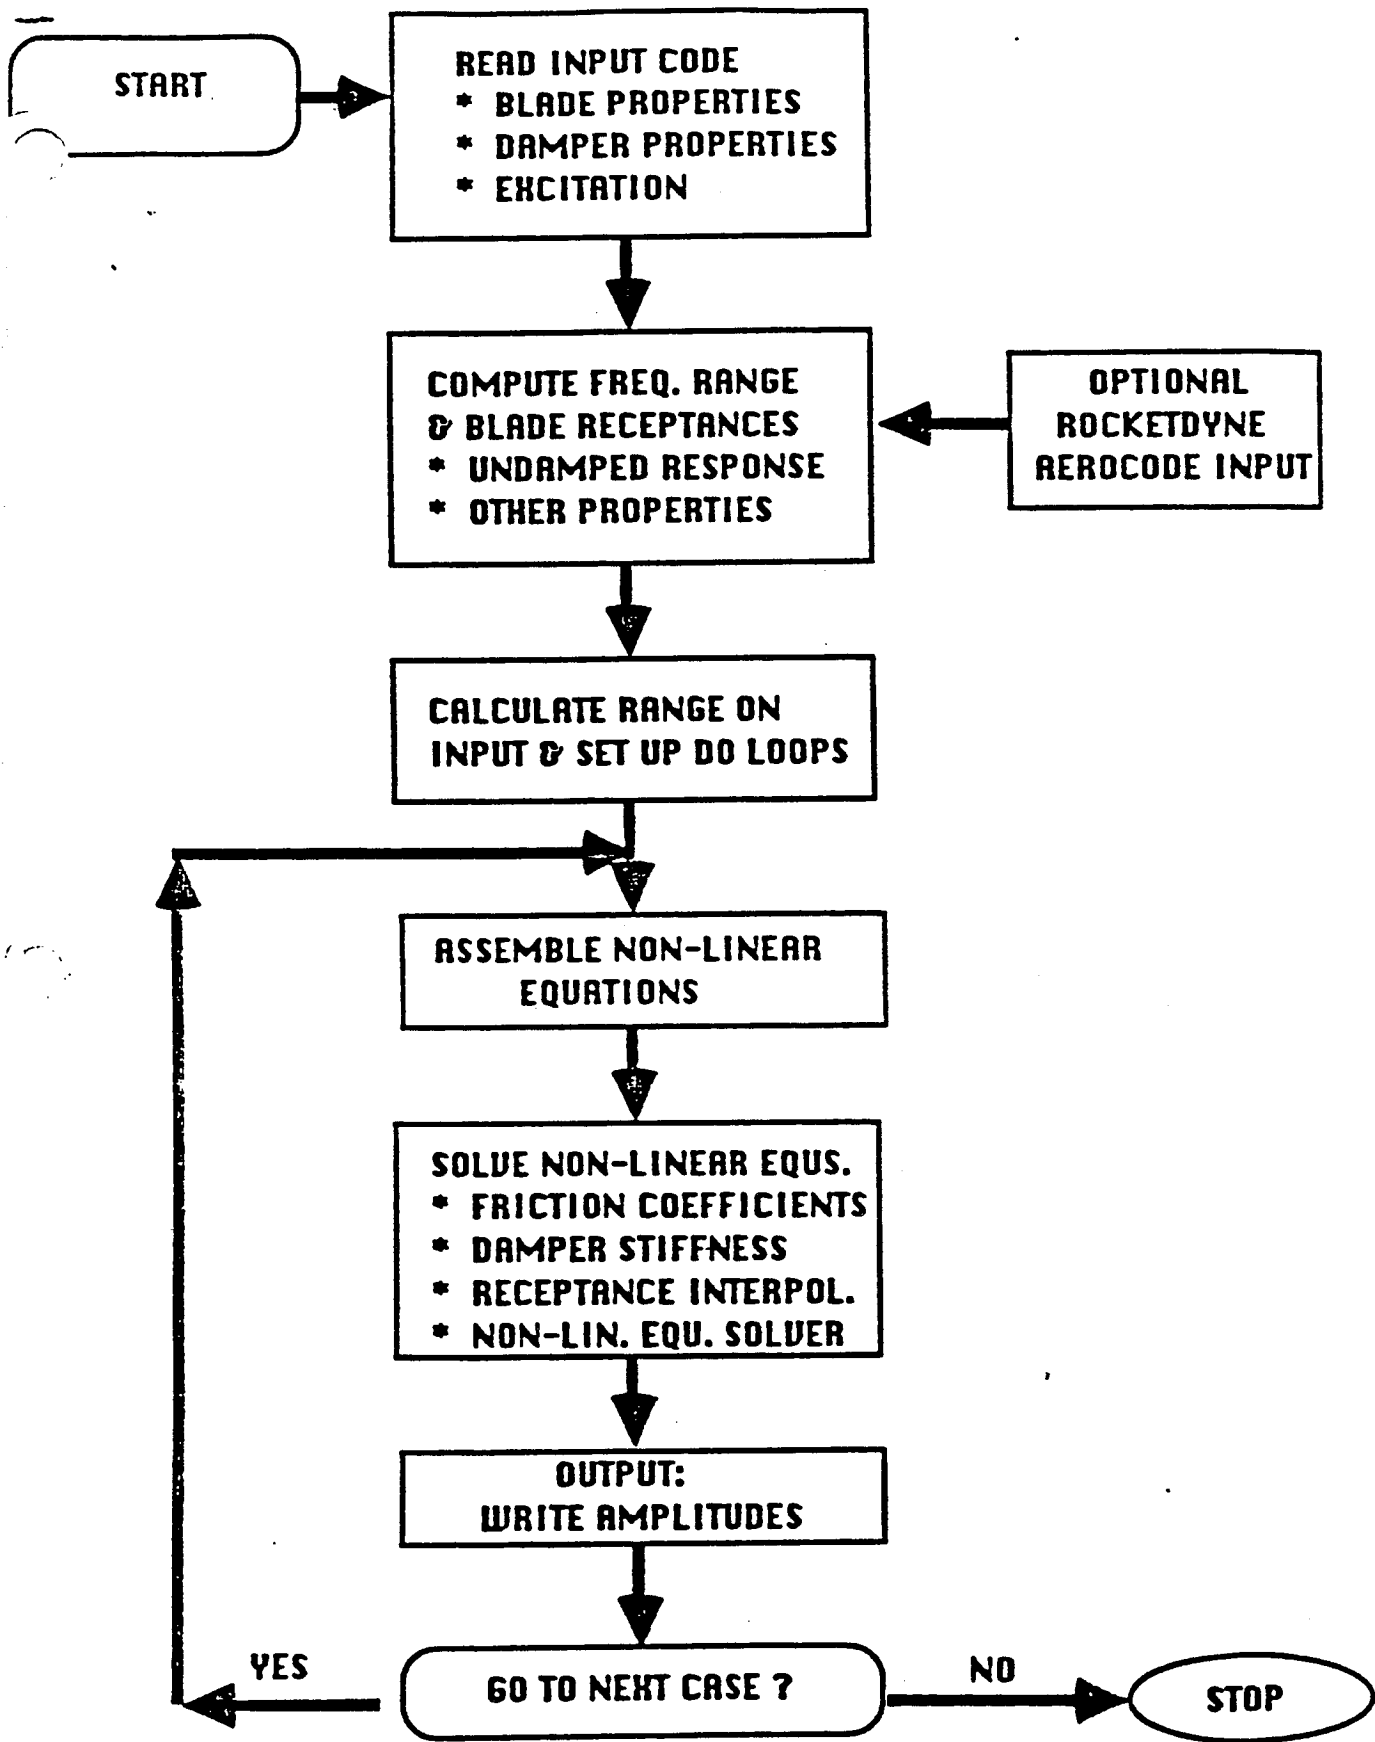 START
READ INPUT CODE
* BLADE PROPERTIES
* DAMPER PROPERTIES
* EXCITATION
COMPUTE FREQ. RANGE
& BLADE RECEPTANCES
* UNDAMPED RESPONSE
* OTHER PROPERTIES
OPTIONAL
ROCKETDYNE
AEROCODE INPUT
CALCULATE RANGE ON
INPUT & SET UP DO LOOPS
ASSEMBLE NON-LINEAR
EQUATIONS
SOLVE NON-LINEAR EQUS.
* FRICTION COEFFICIENTS
* DAMPER STIFFNESS
* RECEPTANCE INTERPOL.
* NON-LIN. EQU. SOLVER
OUTPUT:
WRITE AMPLITUDES
YES
GO TO NEXT CASE ?
NO
STOP